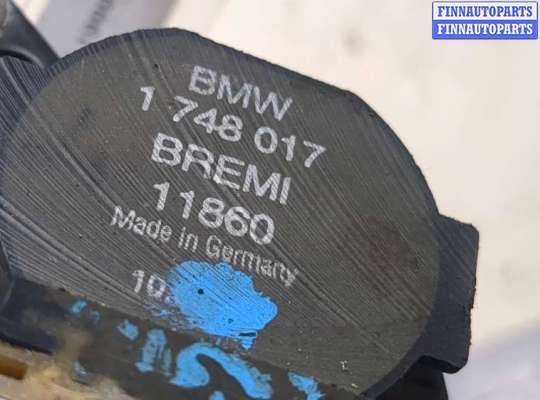 FINNAUTOPARTS
FINNAUTOPARTS
BMW
1 748 017
BREMI
11860
Made in Germany